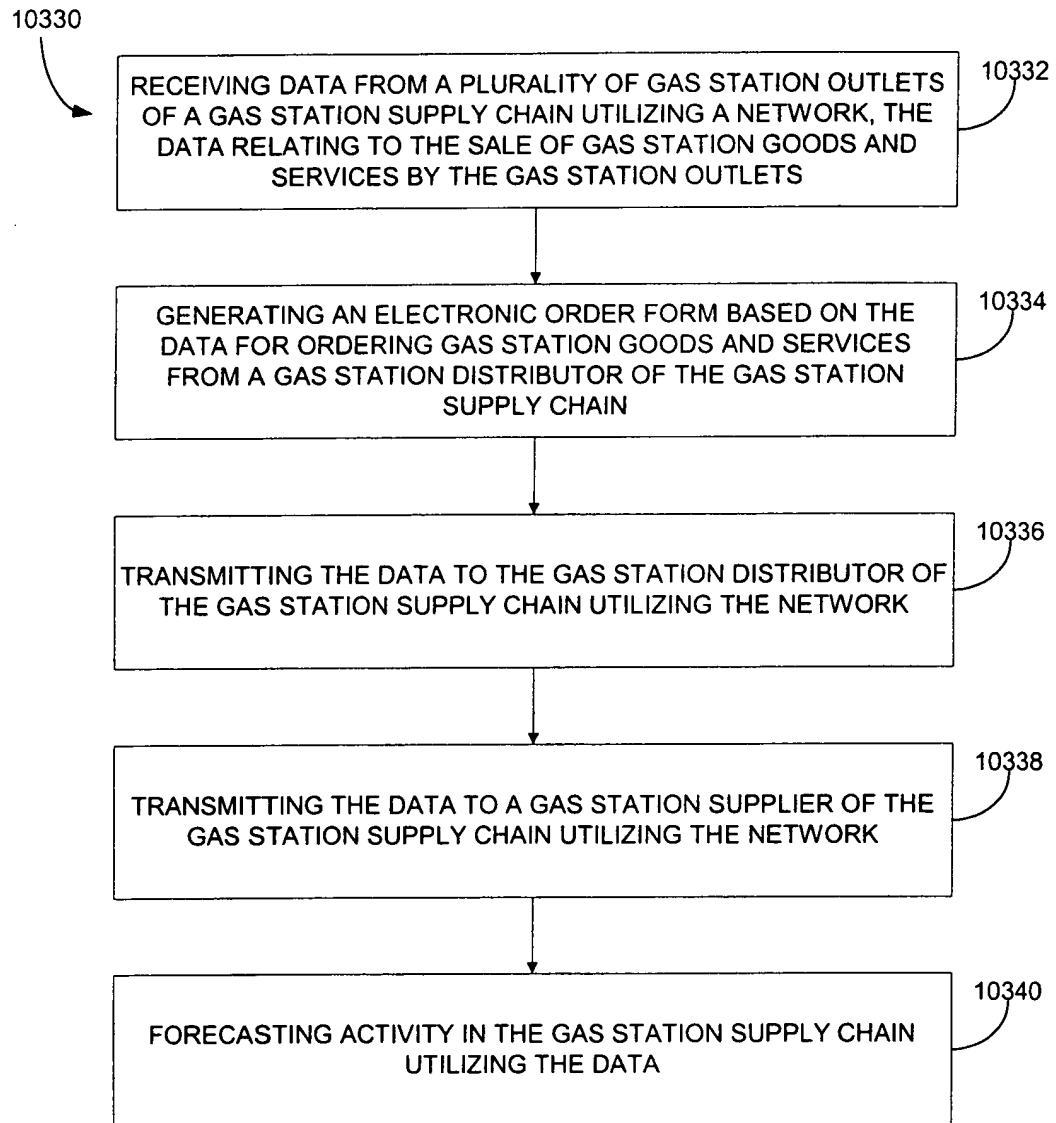 10330
RECEIVING DATA FROM A PLURALITY OF GAS STATION OUTLETS
OF A GAS STATION SUPPLY CHAIN UTILIZING A NETWORK, THE
DATA RELATING TO THE SALE OF GAS STATION GOODS AND
SERVICES BY THE GAS STATION OUTLETS
10332
GENERATING AN ELECTRONIC ORDER FORM BASED ON THE
DATA FOR ORDERING GAS STATION GOODS AND SERVICES
FROM A GAS STATION DISTRIBUTOR OF THE GAS STATION
SUPPLY CHAIN
10334
TRANSMITTING THE DATA TO THE GAS STATION DISTRIBUTOR OF
THE GAS STATION SUPPLY CHAIN UTILIZING THE NETWORK
10336
TRANSMITTING THE DATA TO A GAS STATION SUPPLIER OF THE
GAS STATION SUPPLY CHAIN UTILIZING THE NETWORK
10338
FORECASTING ACTIVITY IN THE GAS STATION SUPPLY CHAIN
UTILIZING THE DATA
10340